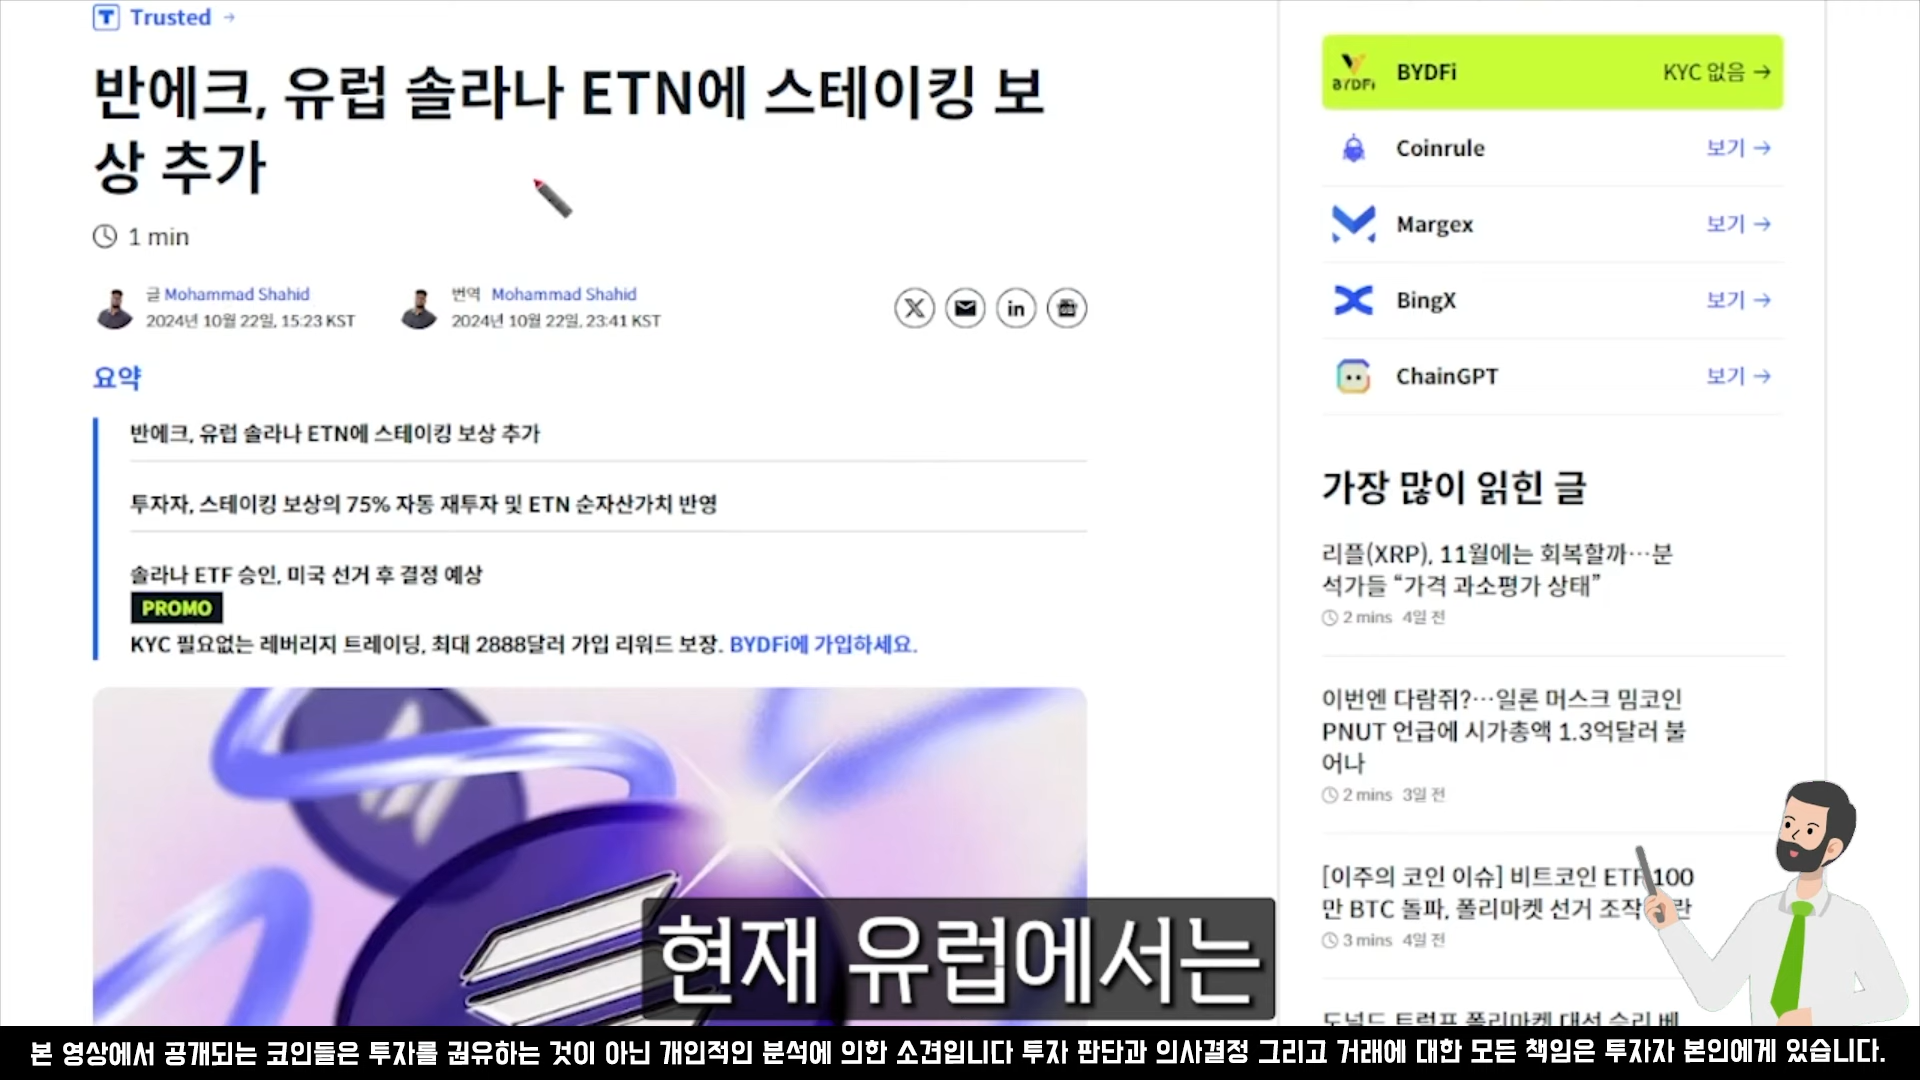 Trusted →
반에크, 유럽 솔라나 ETN에 스테이킹 보
상 추가
1 min
글 Mohammad Shahid
2024년 10월 22일, 15:23 KST
번역 Mohammad Shahid
2024년 10월 22일, 23:41 KST
요약
반에크, 유럽 솔라나 ETN에 스테이킹 보상 추가
투자자, 스테이킹 보상의 75% 자동 재투자 및 ETN 순자산가치 반영
솔라나 ETF 승인, 미국 선거 후 결정 예상
PROMO
KYC 필요없는 레버리지 트레이딩, 최대 2888달러 가입 리워드 보장. BYDFi에 가입하세요.
BYDFi BYDFi KYC 없음 →
Coinrule 보기 →
Margex 보기 →
BingX 보기 →
ChainGPT 보기 →
가장 많이 읽힌 글
리플(XRP), 11월에는 회복할까…분
석가들 “가격 과소평가 상태”
2 mins 4일 전
이번엔 다람쥐?…일론 머스크 밈코인
PNUT 언급에 시가총액 1.3억달러 불
어나
2 mins 3일 전
[이주의 코인 이슈] 비트코인 ETF 100
만 BTC 돌파, 폴리마켓 선거 조작 란
3 mins 4일 전
도널드 트럼프 폴리마켓 대선 승리 베
현재 유럽에서는
본 영상에서 공개되는 코인들은 투자를 권유하는 것이 아닌 개인적인 분석에 의한 소견입니다 투자 판단과 의사결정 그리고 거래에 대한 모든 책임은 투자자 본인에게 있습니다.